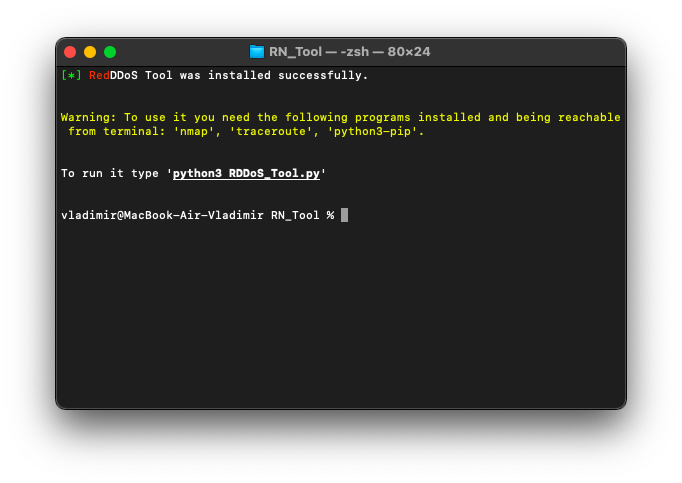 RN_Tool — -zsh — 80×24
[*] RedDDoS Tool was installed successfully.
Warning: To use it you need the following programs installed and being reachable
from terminal: 'nmap', 'traceroute', 'python3-pip'.
To run it type 'python3 RDDoS_Tool.py'
vladimir@MacBook-Air-Vladimir RN_Tool %